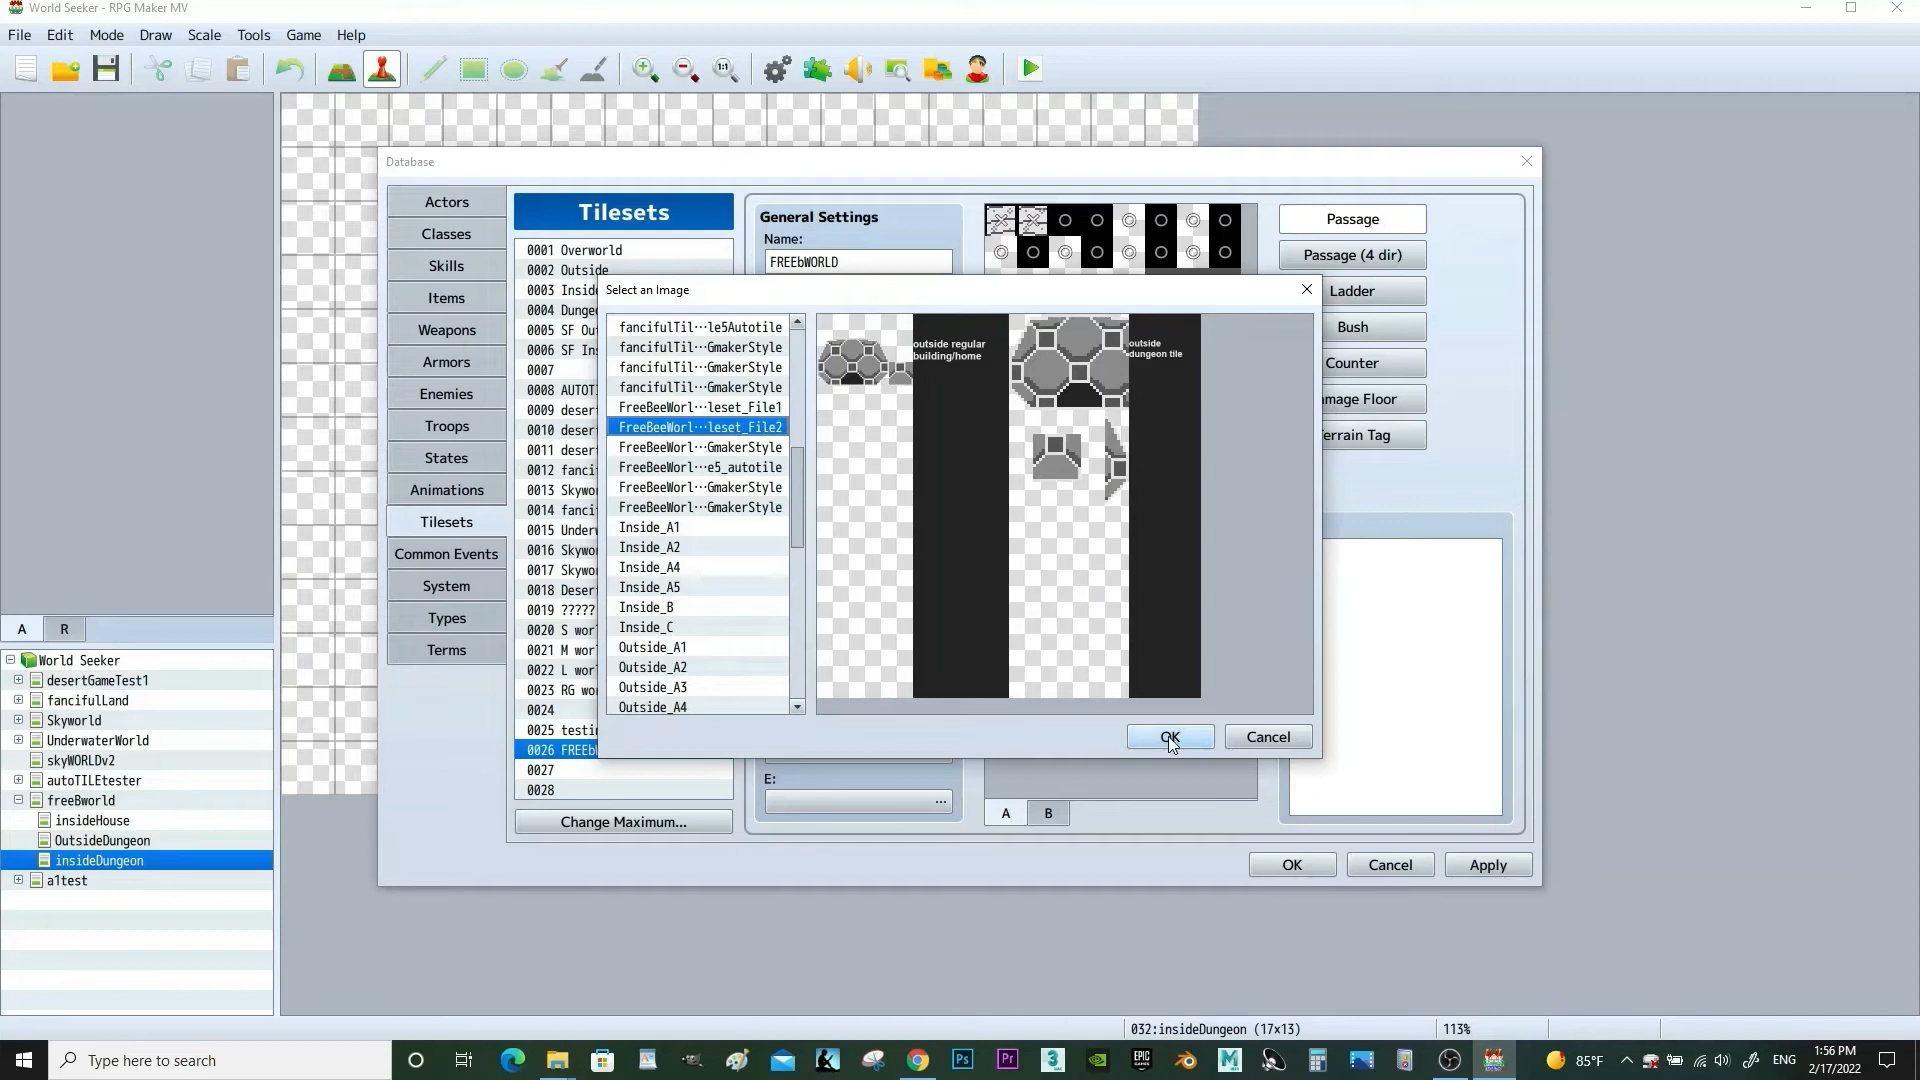 World Seeker - RPG Maker MV
File Edit Mode Draw Scale Tools Game Help
Database
Actors
Classes
Skills
Items
Weapons
Armors
Enemies
Troops
States
Animations
Tilesets
Common Events
System
Types
Terms
Tilesets
0001 Overworld
0002 Outside
0003 Inside
0004 Dunge
0005 SF Ou
0006 SF Ins
0007
0008 AUTOT
0009 deser
0010 deser
0011 deser
0012 fanci
0013 Skywo
0014 fanci
0015 Under
0016 Skywo
0017 Skywo
0018 Deser
0019 ?????
0020 S wor
0021 M wor
0022 L wor
0023 RG wo
0024
0025 testi
0026 FREEb
0027
0028
Change Maximum...
General Settings
Name:
FREEbWORLD
E:
...
A B
Passage
Passage (4 dir)
Ladder
Bush
Counter
mage Floor
Terrain Tag
OK Cancel Apply
Select an Image
fancifulTil···le5Autotile
fancifulTil···GmakerStyle
fancifulTil···GmakerStyle
fancifulTil···GmakerStyle
FreeBeeWorl···leset_File1
FreeBeeWorl···leset_File2
FreeBeeWorl···GmakerStyle
FreeBeeWorl···e5_autotile
FreeBeeWorl···GmakerStyle
FreeBeeWorl···GmakerStyle
Inside_A1
Inside_A2
Inside_A4
Inside_A5
Inside_B
Inside_C
Outside_A1
Outside_A2
Outside_A3
Outside_A4
outside regular
building/home
outside
dungeon tile
OK Cancel
A R
World Seeker
desertGameTest1
fancifulLand
Skyworld
UnderwaterWorld
skyWORLDv2
autoTILEtester
freeBworld
insideHouse
OutsideDungeon
insideDungeon
a1test
032:insideDungeon (17x13) 113%
Type here to search
85°F ENG
1:56 PM
2/17/2022